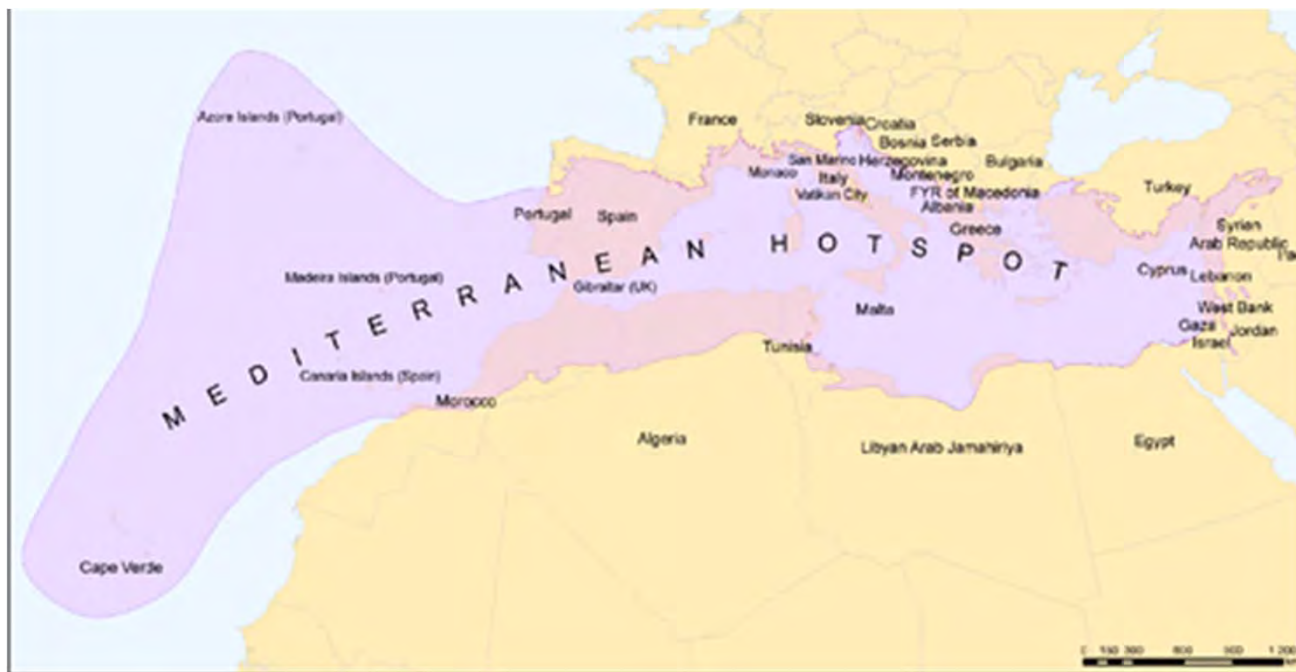 Azore Islands (Portugal)
France
Slovenia
Croatia
Bosnia
Serbia
San Marino
Herzegovina
Bulgaria
Monaco
Italy
Montenegro
Vatikan City
FYR of Macedonia
Turkey
Albania
Portugal
Spain
Greece
Syrian
Arab Republic
MEDITERRANEAN HOTSPOT
Madeira Islands (Portugal)
Gibraltar (UK)
Cyprus
Lebanon
Malta
West Bank
Gaza
Jordan
Israel
Tunisia
Canaria Islands (Spain)
Morocco
Algeria
Libyan Arab Jamahiriya
Egypt
Cape Verde